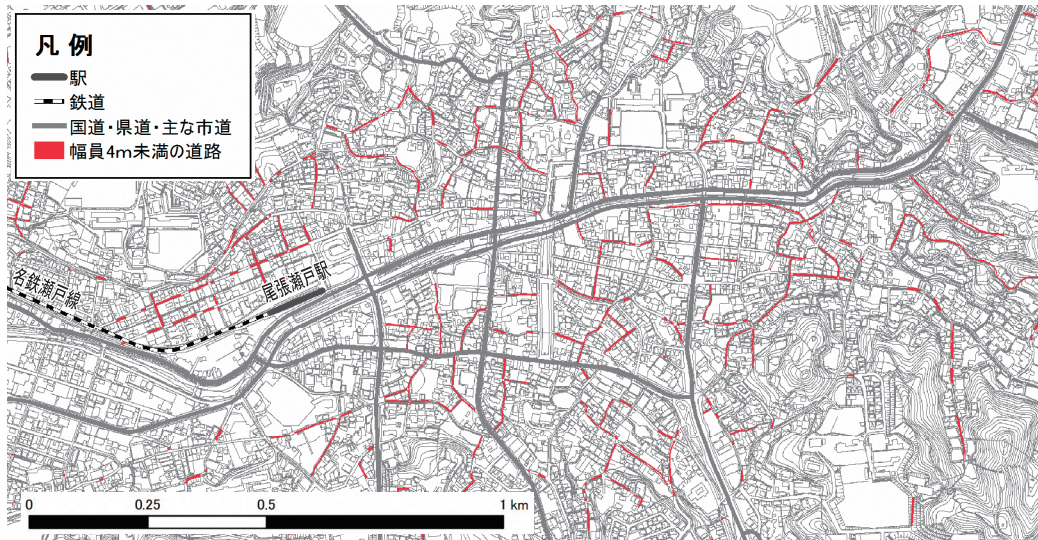 凡 例
駅
鉄道
国道・県道・主な市道
幅員4m未満の道路
名鉄瀬戸線
尾張瀬戸駅
0 0.25 0.5 1 km